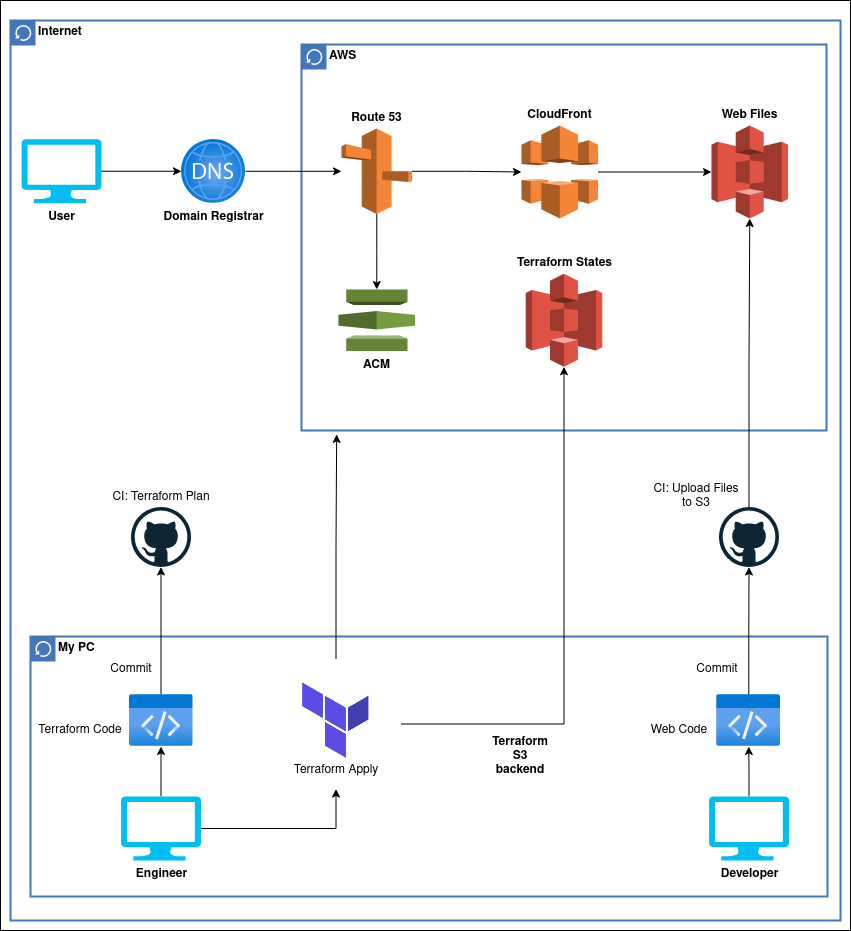 Internet
AWS
Route 53
CloudFront
Web Files
DNS
User
Domain Registrar
Terraform States
ACM
CI: Terraform Plan
CI: Upload Files
to S3
My PC
Commit
Commit
Terraform Code
</>
Web Code
</>
Terraform Apply
Terraform
S3
backend
Engineer
Developer